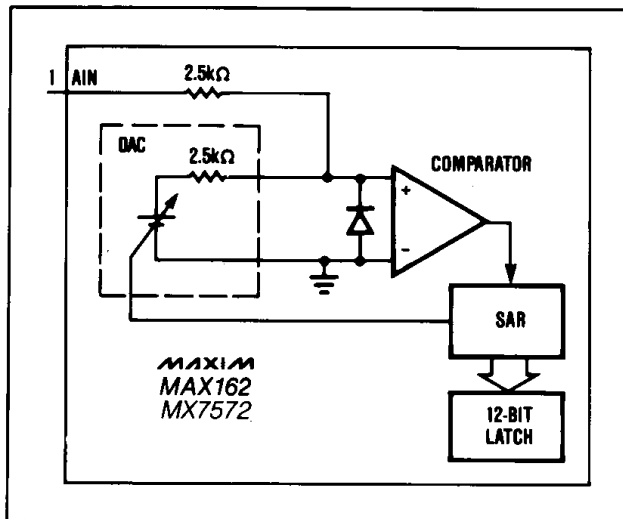 1 AIN
2.5kΩ
DAC
2.5kΩ
COMPARATOR
+
-
SAR
MAXIM
MAX162
MX7572
12-BIT
LATCH